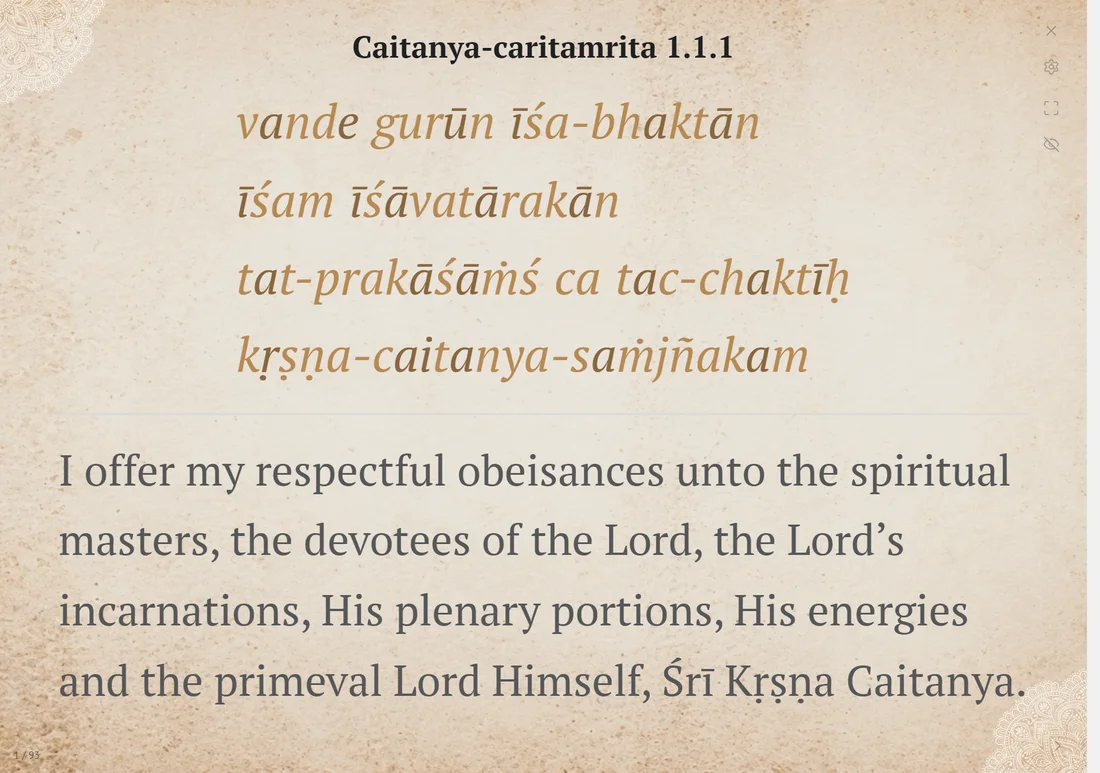 Caitanya-caritamrita 1.1.1
vande gurūn īśa-bhaktān
īśam īśāvatārakān
tat-prakāśāṁś ca tac-chaktīḥ
kṛṣṇa-caitanya-saṁjñakam
I offer my respectful obeisances unto the spiritual
masters, the devotees of the Lord, the Lord’s
incarnations, His plenary portions, His energies
and the primeval Lord Himself, Śrī Kṛṣṇa Caitanya.
1 / 93